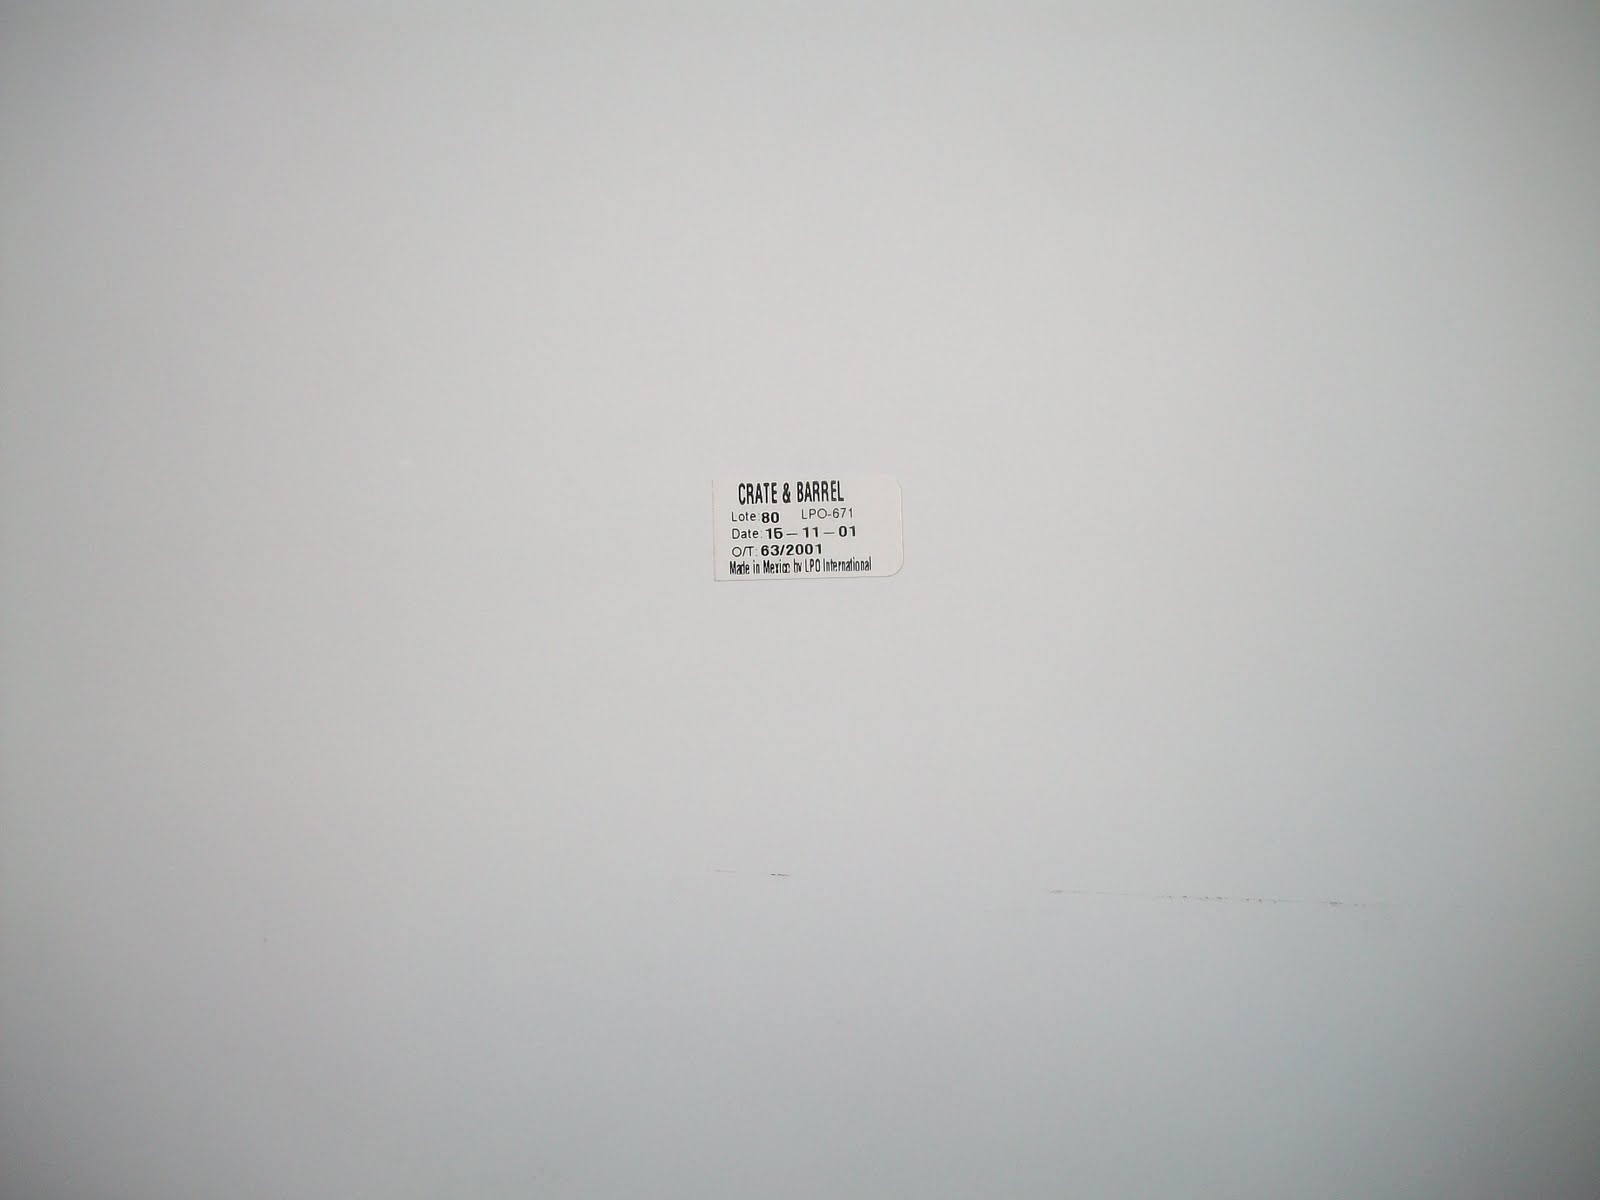 CRATE & BARREL
Lote: 80 LPO-671
Date: 15-11-01
O/T: 63/2001
Made in Mexico by LPO International